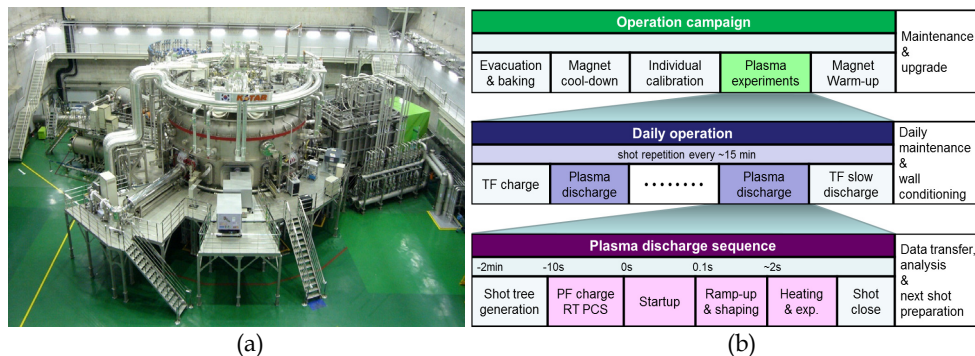 KSTAR
(a)
Operation campaign
Evacuation
& baking
Magnet
cool-down
Individual
calibration
Plasma
experiments
Magnet
Warm-up
Maintenance
&
upgrade
Daily operation
shot repetition every ~15 min
TF charge
Plasma
discharge
........
Plasma
discharge
TF slow
discharge
Daily
maintenance
&
wall
conditioning
Plasma discharge sequence
-2min
-10s
0s
0.1s
~2s
Shot tree
generation
PF charge
RT PCS
Startup
Ramp-up
& shaping
Heating
& exp.
Shot
close
Data transfer,
analysis
&
next shot
preparation
(b)